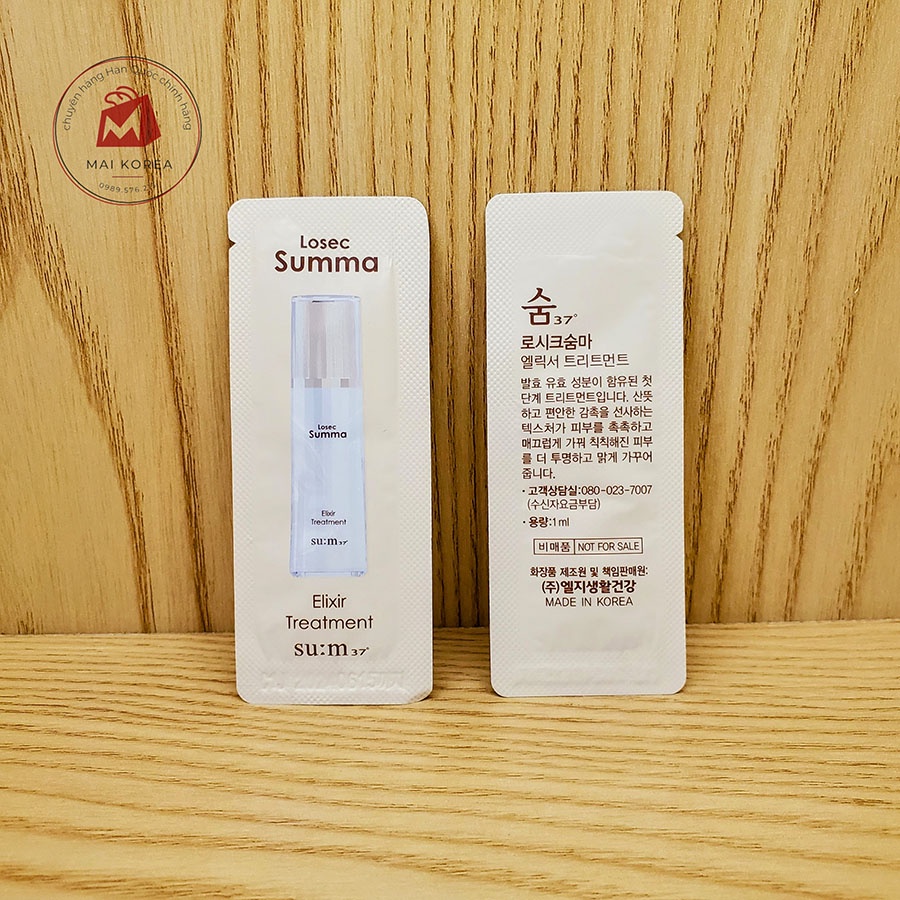 chuyên hàng Hàn Quốc chính hãng
MAI KOREA
Losec
Summa
Losec
Summa
Elixir
Treatment
su:m37°
Elixir
Treatment
su:m37°
숨37°
로시크숨마
엘릭서 트리트먼트
발효 유효 성분이 함유된 첫
단계 트리트먼트입니다. 산뜻
하고 편안한 감촉을 선사하는
텍스처가 피부를 촉촉하고
매끄럽게 가꿔 칙칙해진 피부
를 더 투명하고 맑게 가꾸어
줍니다.
·고객상담실:080-023-7007
(수신자요금부담)
·용량:1ml
비매품 NOT FOR SALE
화장품 제조원 및 책임판매원:
(주)엘지생활건강
MADE IN KOREA